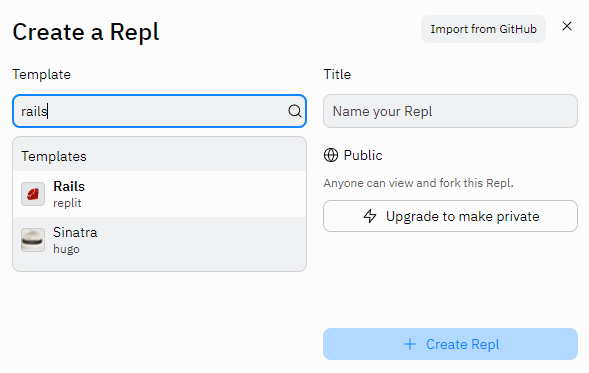 Create a Repl
Import from GitHub
Template
Title
rails
Name your Repl
Templates
Rails
replit
Sinatra
hugo
Public
Anyone can view and fork this Repl.
Upgrade to make private
Create Repl